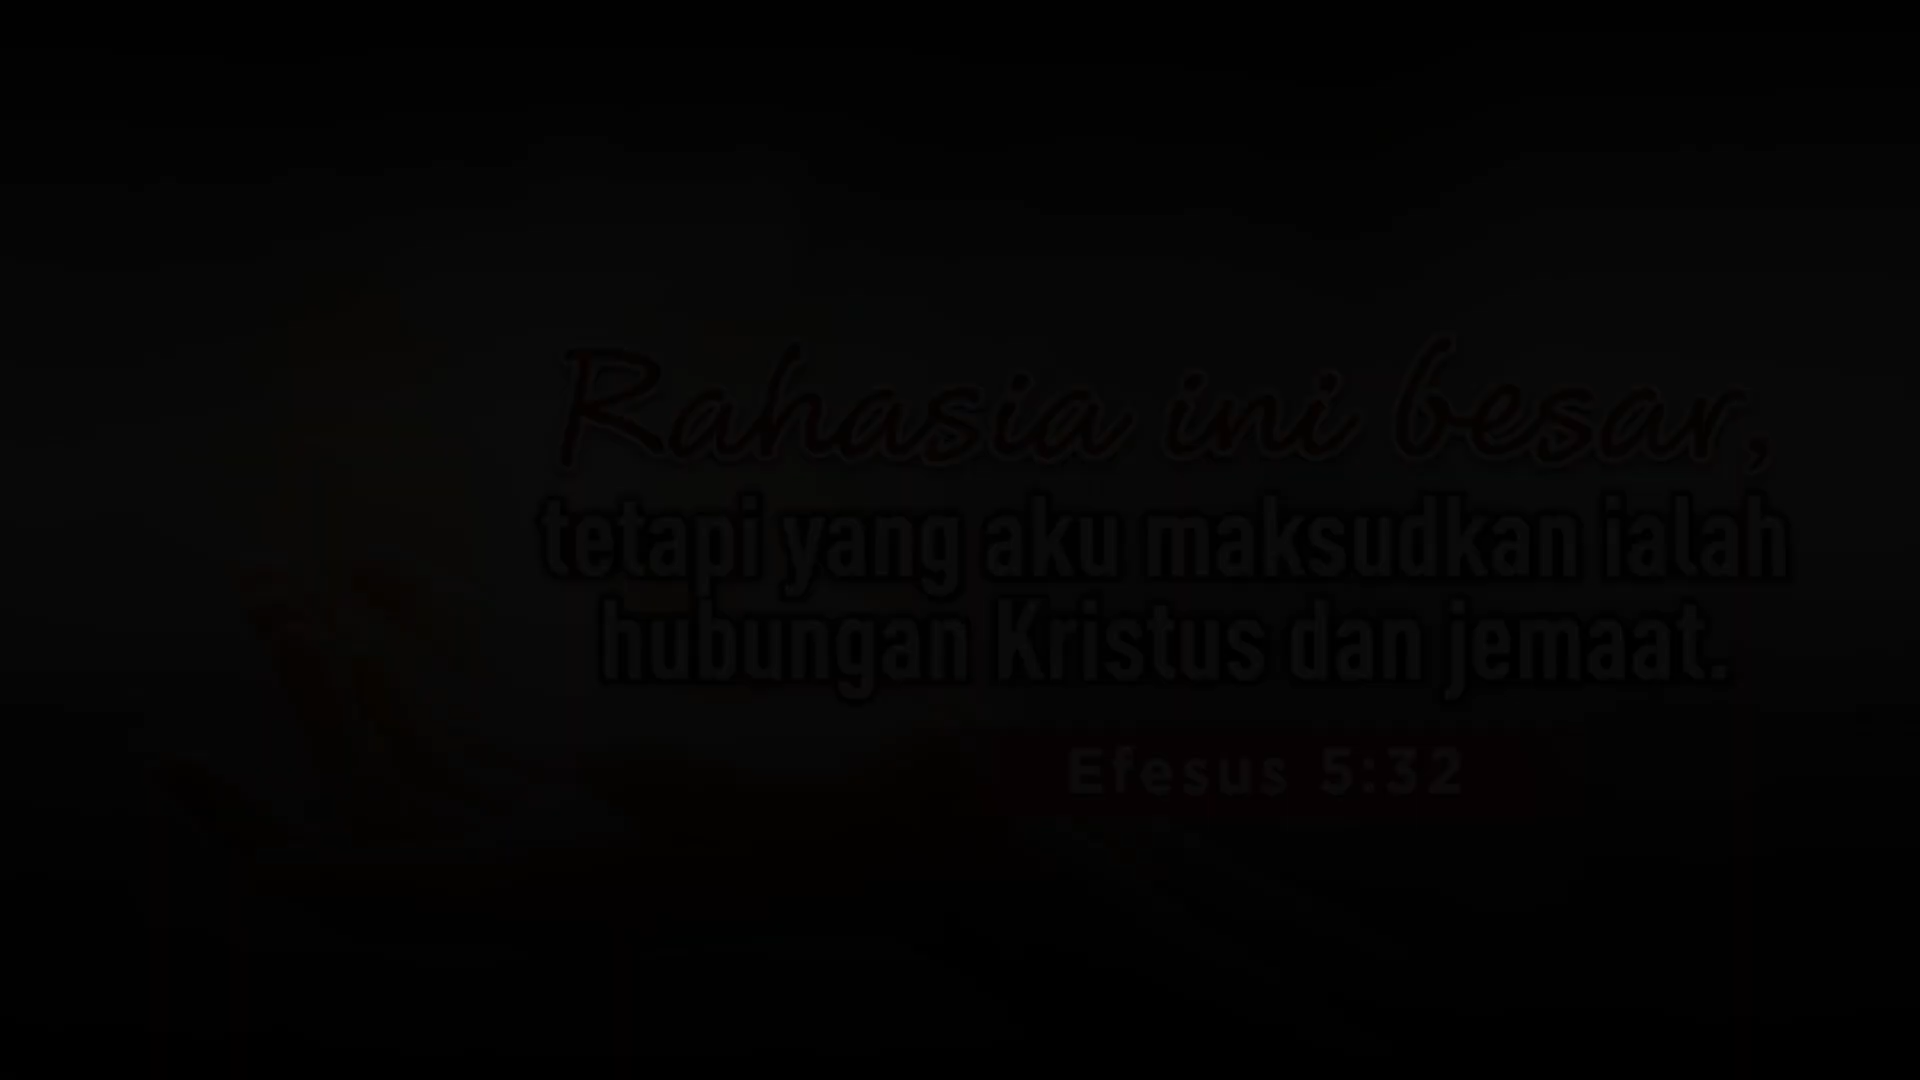 Rahasia ini besar,
tetapi yang aku maksudkan ialah
hubungan Kristus dan jemaat.
Efesus 5:32